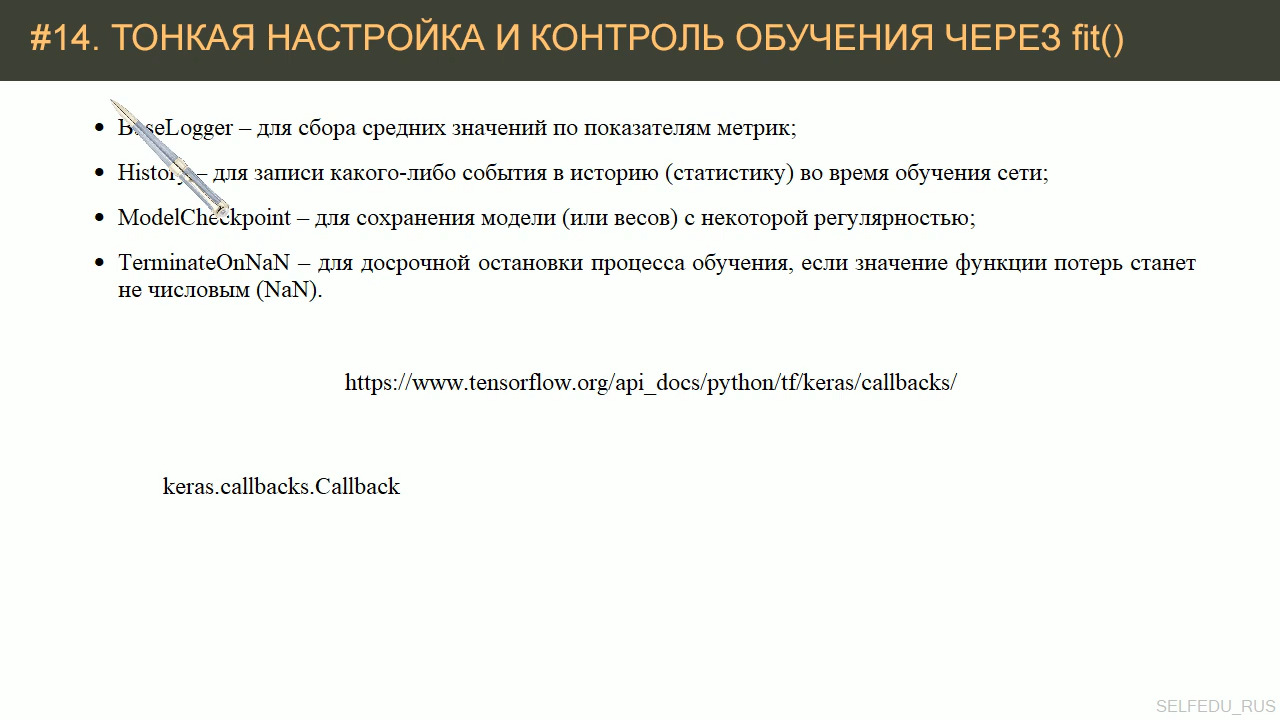 #14. ТОНКАЯ НАСТРОЙКА И КОНТРОЛЬ ОБУЧЕНИЯ ЧЕРЕЗ fit()
• BaseLogger – для сбора средних значений по показателям метрик;
• History – для записи какого-либо события в историю (статистику) во время обучения сети;
• ModelCheckpoint – для сохранения модели (или весов) с некоторой регулярностью;
• TerminateOnNaN – для досрочной остановки процесса обучения, если значение функции потерь станет
не числовым (NaN).
https://www.tensorflow.org/api_docs/python/tf/keras/callbacks/
keras.callbacks.Callback
SELFEDU_RUS